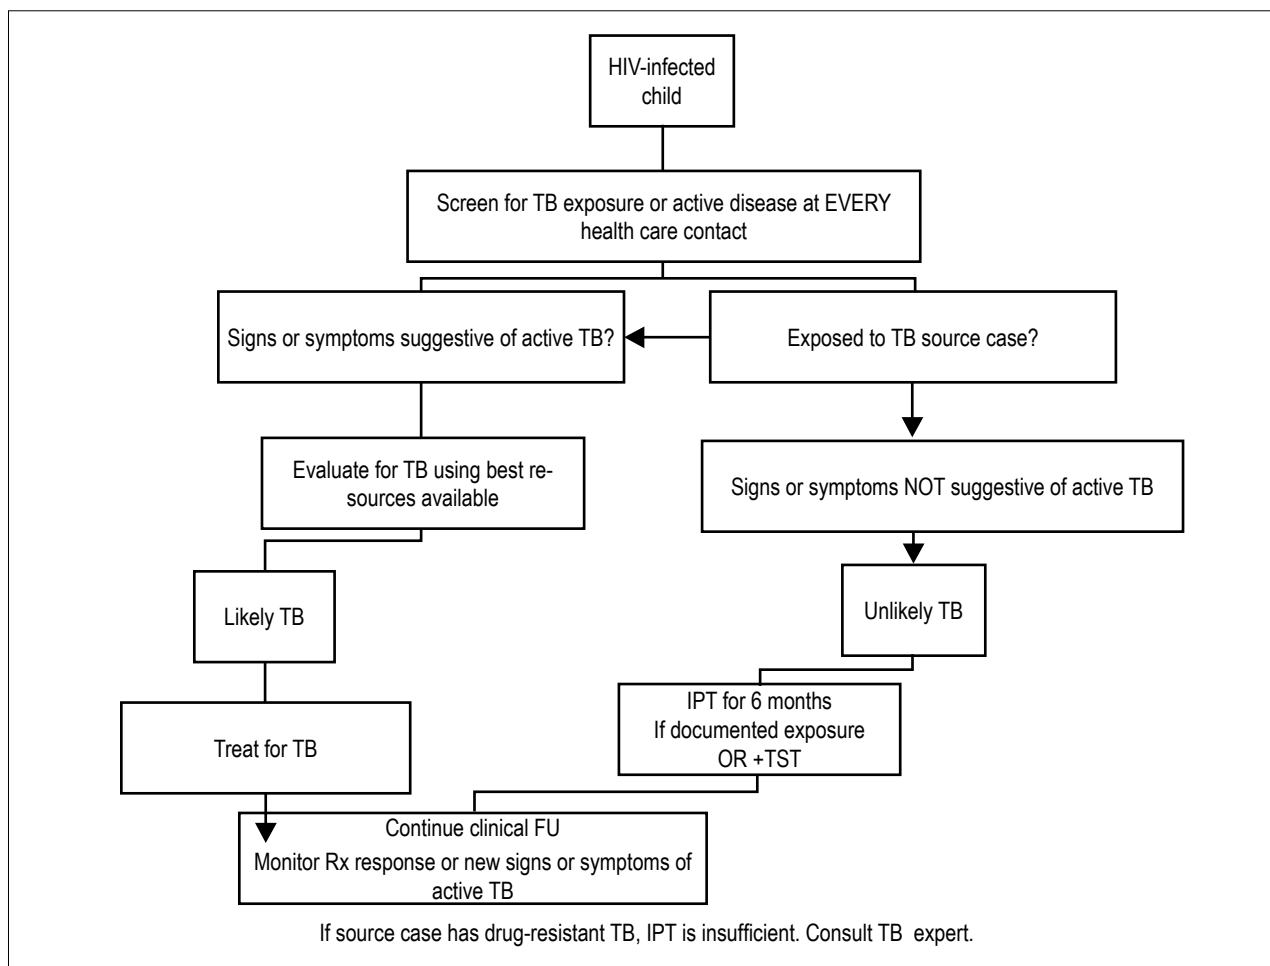 HIV-infected
child
Screen for TB exposure or active disease at EVERY
health care contact
Signs or symptoms suggestive of active TB?
Exposed to TB source case?
Evaluate for TB using best re-
sources available
Signs or symptoms NOT suggestive of active TB
Likely TB
Unlikely TB
Treat for TB
IPT for 6 months
If documented exposure
OR +TST
Continue clinical FU
Monitor Rx response or new signs or symptoms of
active TB
If source case has drug-resistant TB, IPT is insufficient. Consult TB expert.